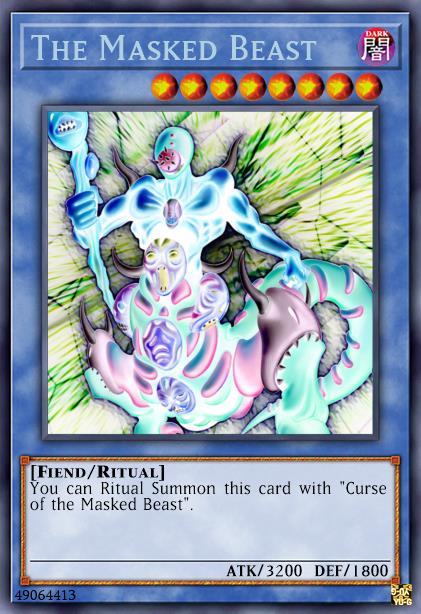 The Masked Beast
DARK
闇
[Fiend/Ritual]
You can Ritual Summon this card with "Curse
of the Masked Beast".
ATK/3200 DEF/1800
49064413